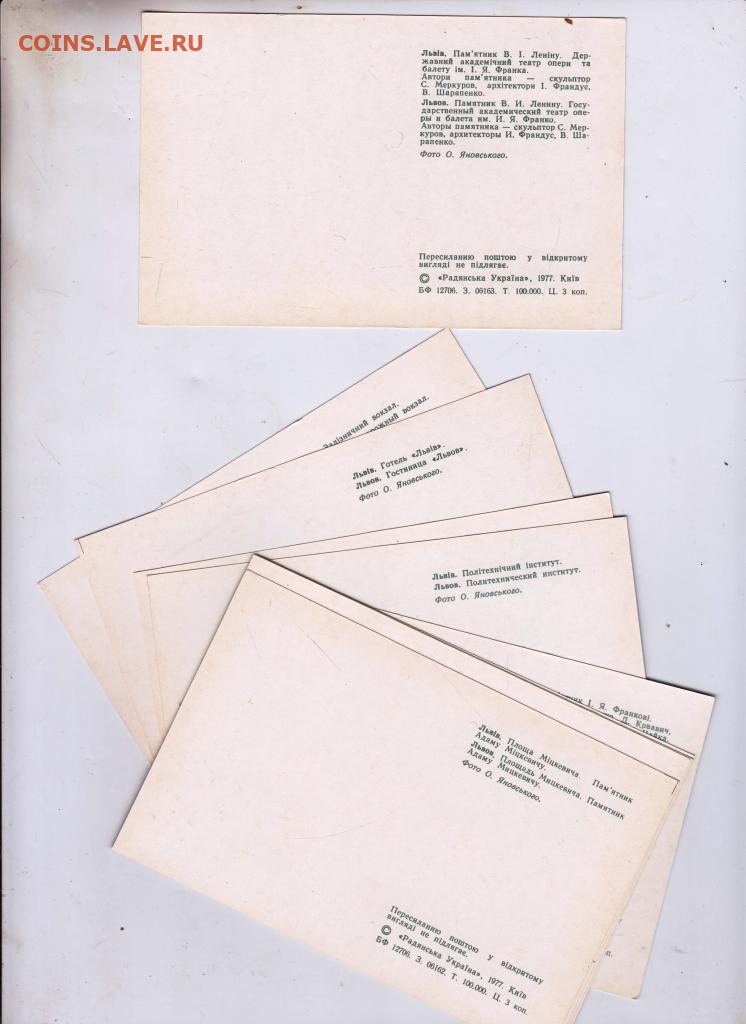 COINS.LAVE.RU
Львів. Пам'ятник В. І. Леніну. Дер-
жавний академічний театр опери та
балету ім. І. Я. Франка.
Автори пам'ятника — скульптор
С. Меркуров, архітектори І. Франдус,
В. Шарапенко.
Львов. Памятник В. И. Ленину. Госу-
дарственный академический театр опе-
ры и балета им. И. Я. Франко.
Авторы памятника — скульптор С. Мер-
куров, архитекторы И. Франдус, В. Ша-
рапенко.
Фото О. Яновського.
Пересиланню поштою у відкритому
вигляді не підлягає.
© «Радянська Україна», 1977. Київ
БФ 12706. З. 06163. Т. 100.000. Ц. 3 коп.
Залізничний вокзал.
вокзал.
Львів. Готель «Львів».
Львов. Гостиница «Львов».
Фото О. Яновського.
Львів. Політехнічний інститут.
Львов. Политехнический институт.
Фото О. Яновського.
І. Я. Франкові.
Д. Крвавич,
Львів. Площа Міцкевича. Пам'ятник
Адаму Міцкевичу.
Львов. Площадь Мицкевича. Памятник
Адаму Мицкевичу.
Фото О. Яновського.
Пересиланню поштою у відкритому
вигляді не підлягає.
© «Радянська Україна», 1977. Київ
БФ 12706. З. 06162. Т. 100.000. Ц. 3 коп.